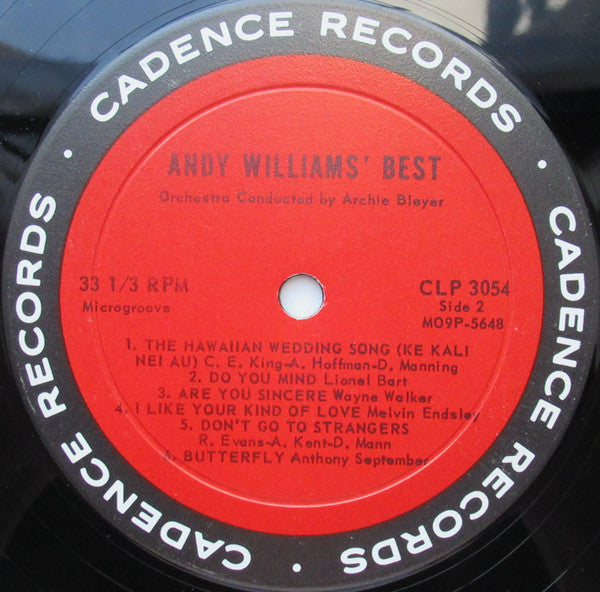 CADENCE RECORDS · CADENCE RECORDS · CADENCE RECORDS ·
ANDY WILLIAMS' BEST
Orchestra Conducted by Archie Bleyer
33 1/3 RPM
Microgroove
CLP 3054
Side 2
MO9P-5648
1. THE HAWAIIAN WEDDING SONG (KE KALI
NEI AU) C. E. King-A. Hoffman-D. Manning
2. DO YOU MIND Lionel Bart
3. ARE YOU SINCERE Wayne Walker
4. I LIKE YOUR KIND OF LOVE Melvin Endsley
5. DON'T GO TO STRANGERS
R. Evans-A. Kent-D. Mann
6. BUTTERFLY Anthony September